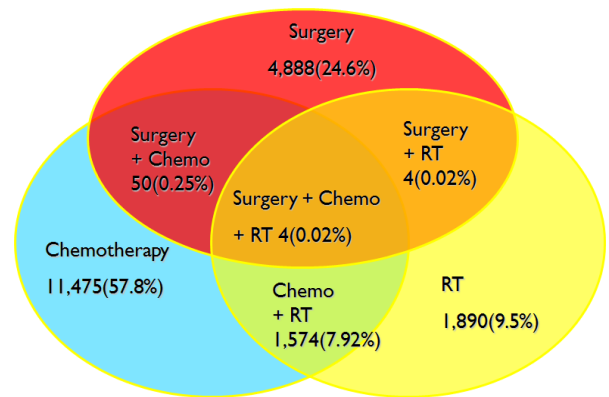 Surgery
4,888(24.6%)
Surgery
+ Chemo
50(0.25%)
Surgery
+ RT
4(0.02%)
Surgery + Chemo
+ RT 4(0.02%)
Chemotherapy
11,475(57.8%)
Chemo
+ RT
1,574(7.92%)
RT
1,890(9.5%)